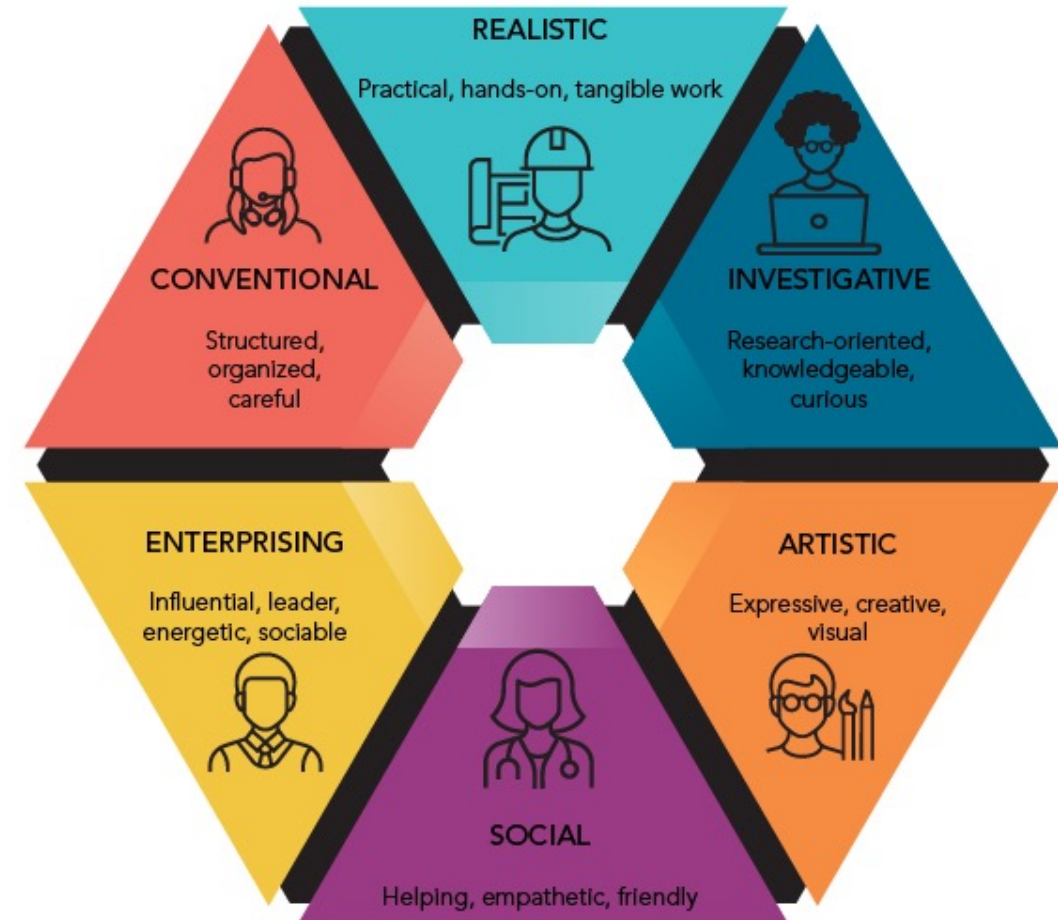 REALISTIC
Practical, hands-on, tangible work
INVESTIGATIVE
Research-oriented,
knowledgeable,
curious
ARTISTIC
Expressive, creative,
visual
SOCIAL
Helping, empathetic, friendly
ENTERPRISING
Influential, leader,
energetic, sociable
CONVENTIONAL
Structured,
organized,
careful